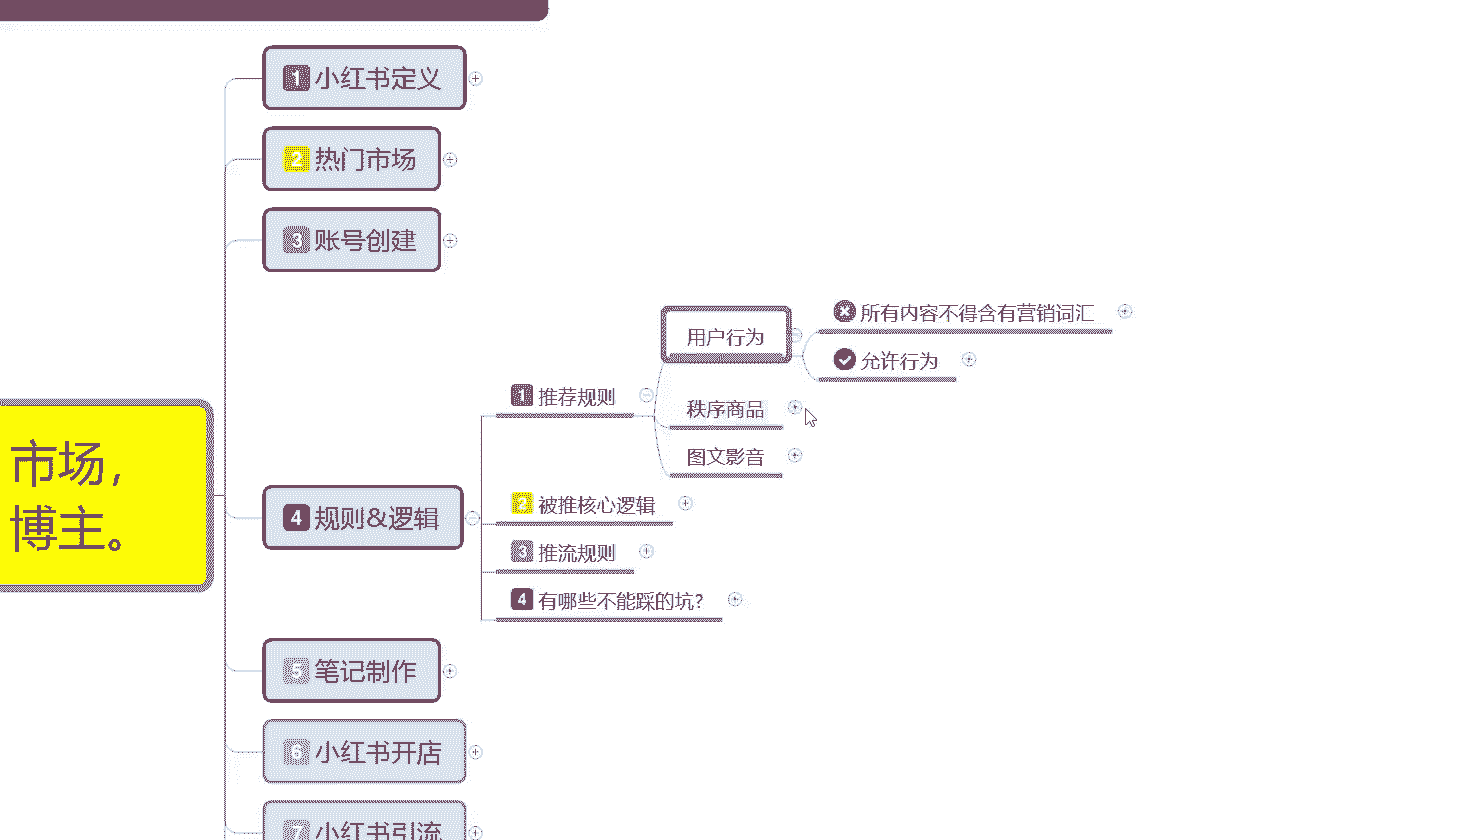 1 小红书定义
2 热门市场
3 账号创建
用户行为
所有内容不得含有营销词汇
允许行为
1 推荐规则
秩序商品
图文影音
市场，
博主。
4 规则&逻辑
2 被推核心逻辑
3 推流规则
4 有哪些不能踩的坑？
5 笔记制作
6 小红书开店
7 小红书引流